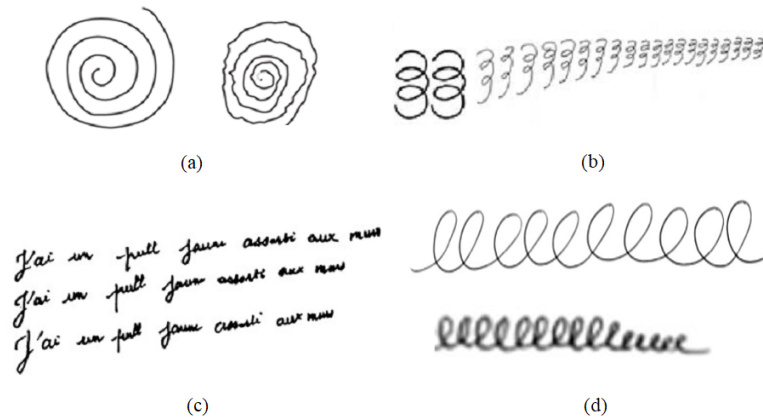 (a)
(b)
J'ai un pull jaune assorti aux murs
J'ai un pull jaune assorti aux murs
J'ai un pull jaune assorti aux murs
(c)
(d)